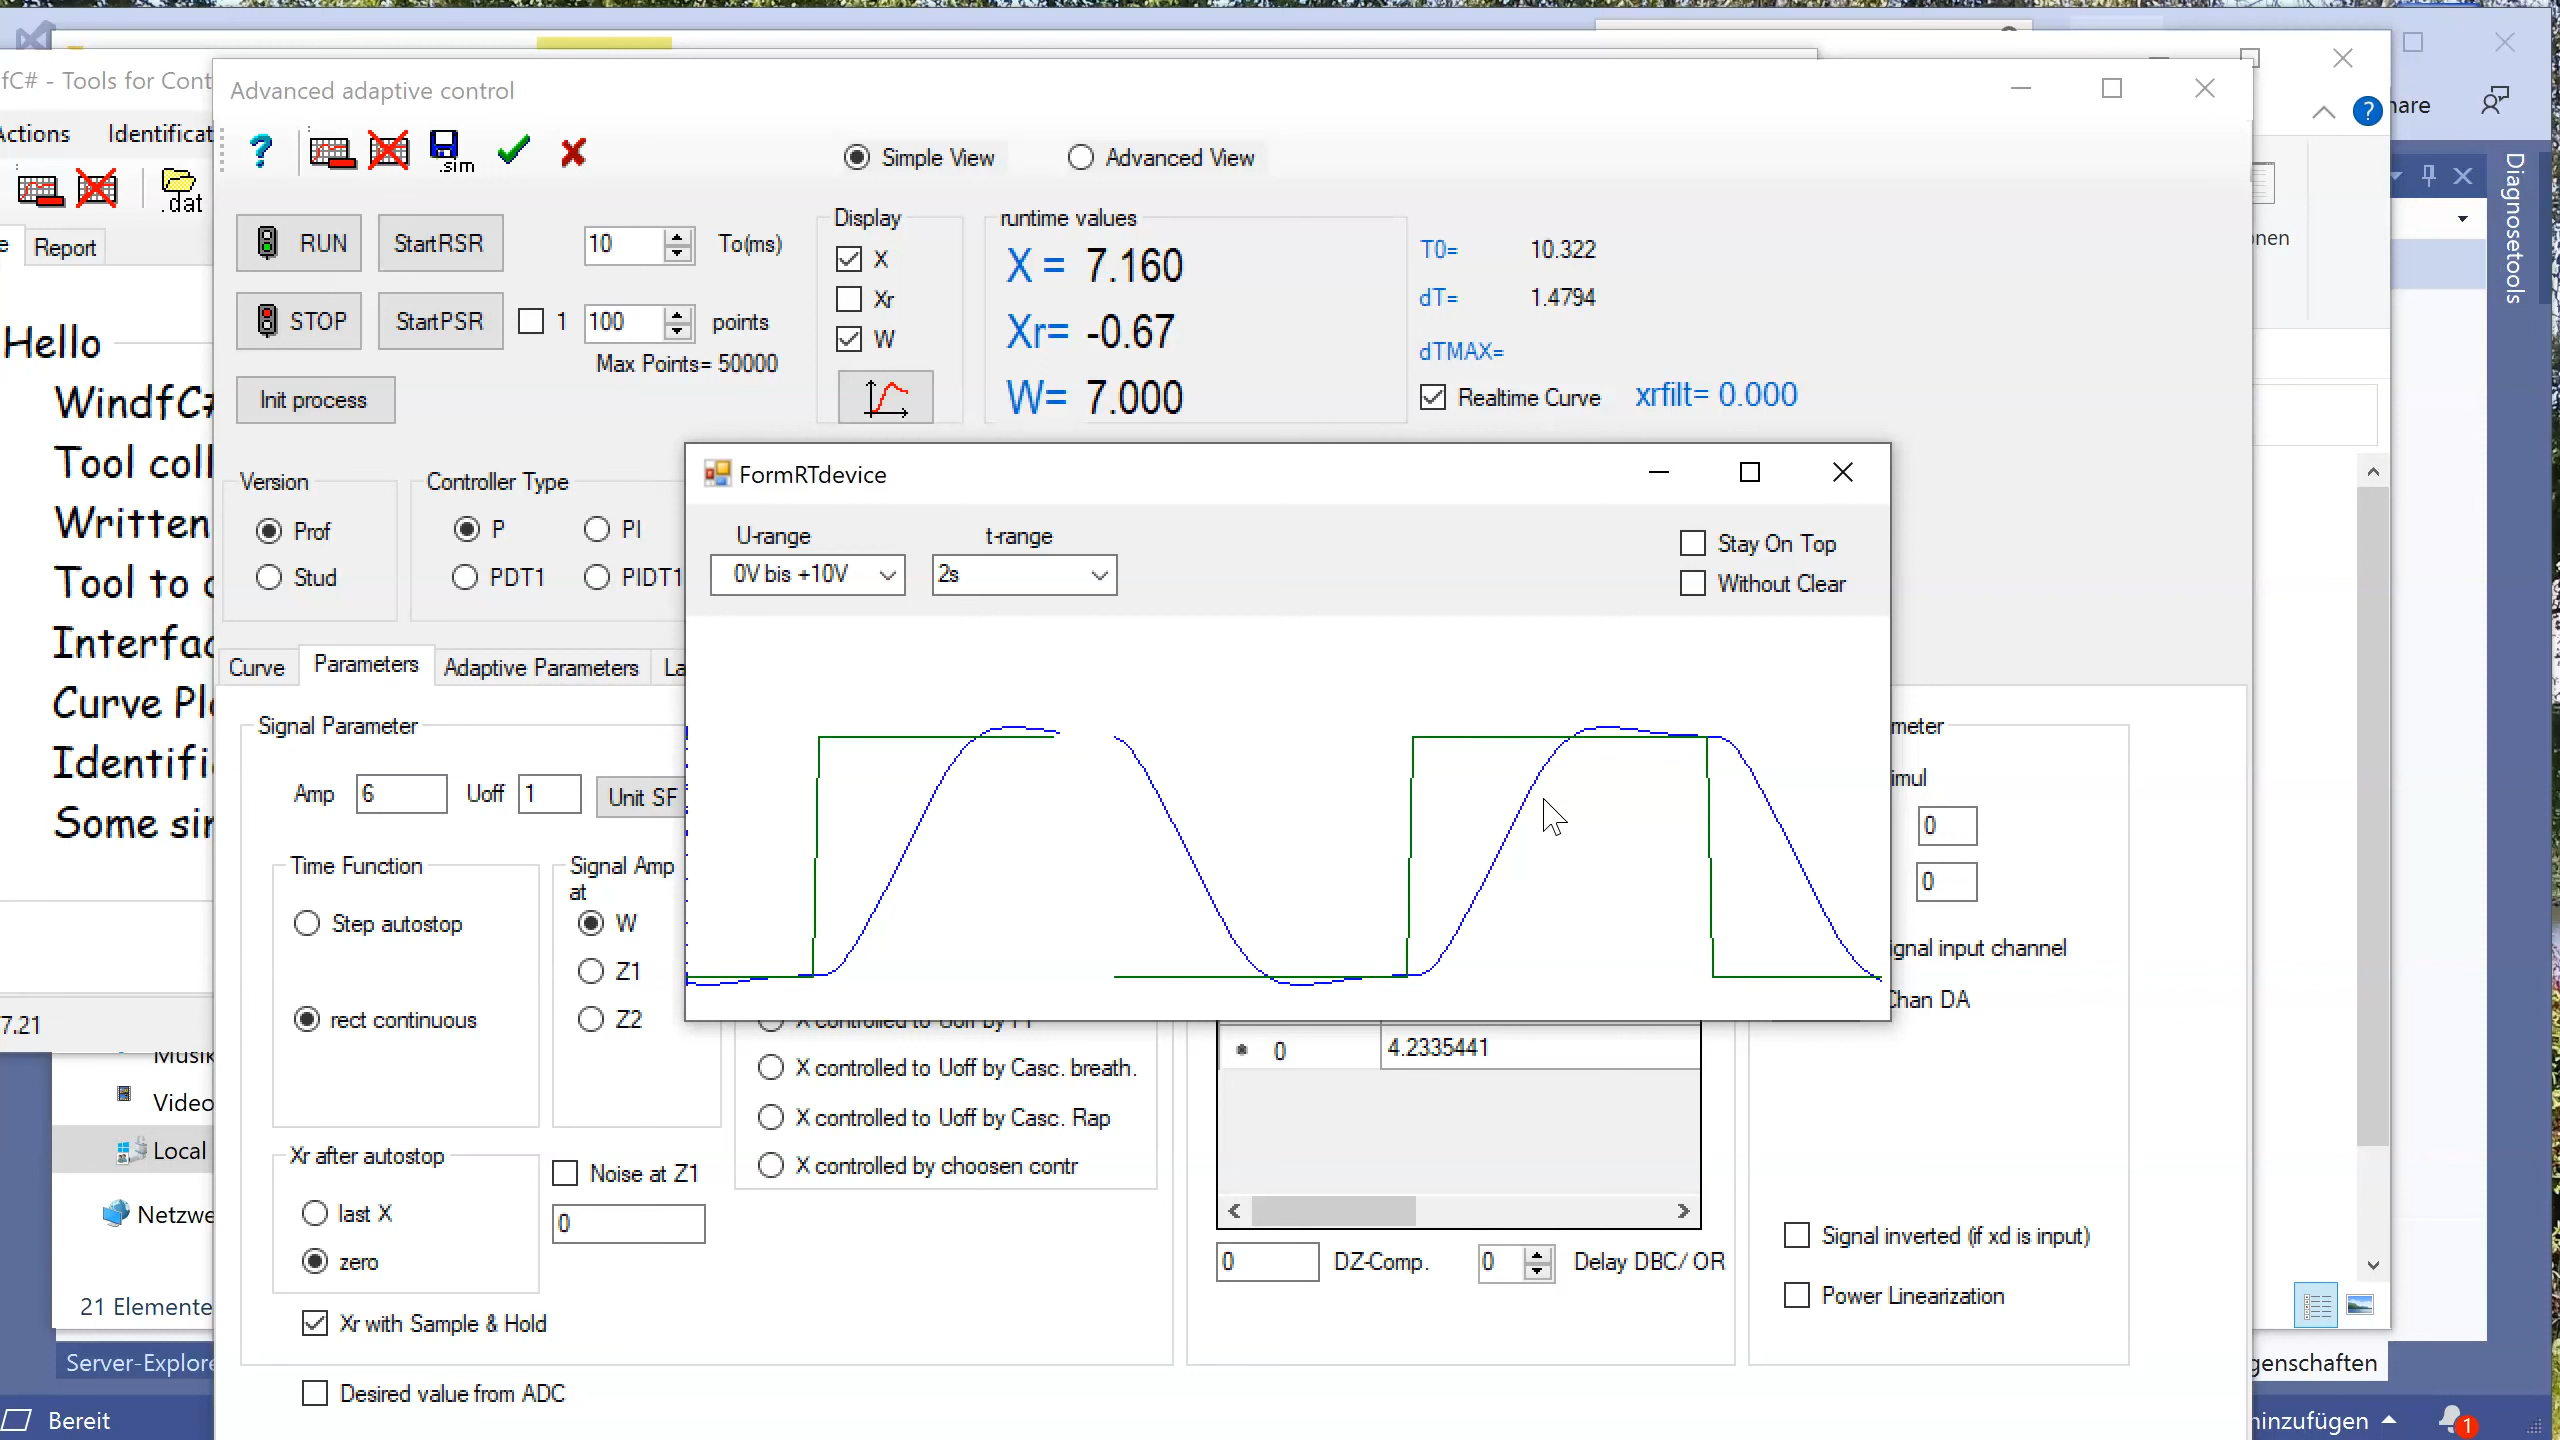 fC# - Tools for Cont
Advanced adaptive control
Actions
Identificat
.dat
Report
Hello
WindfC#
Tool coll
Written
Tool to
Interfac
Curve Pl
Identifi
Some sir
7.21
Musik
Video
Local
Netzwe
21 Elemente
Server-Explore
Bereit
?
.sim
Simple View
Advanced View
RUN
StartRSR
10
To(ms)
STOP
StartPSR
1
100
points
Max Points= 50000
Init process
Display
X
Xr
W
runtime values
X = 7.160
Xr= -0.67
W= 7.000
T0= 10.322
dT= 1.4794
dTMAX=
Realtime Curve
xrfilt= 0.000
Version
Prof
Stud
Controller Type
P
PI
PDT1
PIDT1
FormRTdevice
U-range
t-range
0V bis +10V
2s
Stay On Top
Without Clear
Curve
Parameters
Adaptive Parameters
La
Signal Parameter
Amp
6
Uoff
1
Unit SF
Time Function
Step autostop
rect continuous
Signal Amp
at
W
Z1
Z2
Xr after autostop
last X
zero
Noise at Z1
0
Xr with Sample & Hold
Desired value from ADC
X controlled to Uoff by Casc. breath.
X controlled to Uoff by Casc. Rap
X controlled by choosen contr
0
4.2335441
0
DZ-Comp.
0
Delay DBC/ OR
meter
imul
0
0
ignal input channel
Chan DA
Signal inverted (if xd is input)
Power Linearization
hare
?
Diagnosetools
nen
genschaften
hinzufügen
1